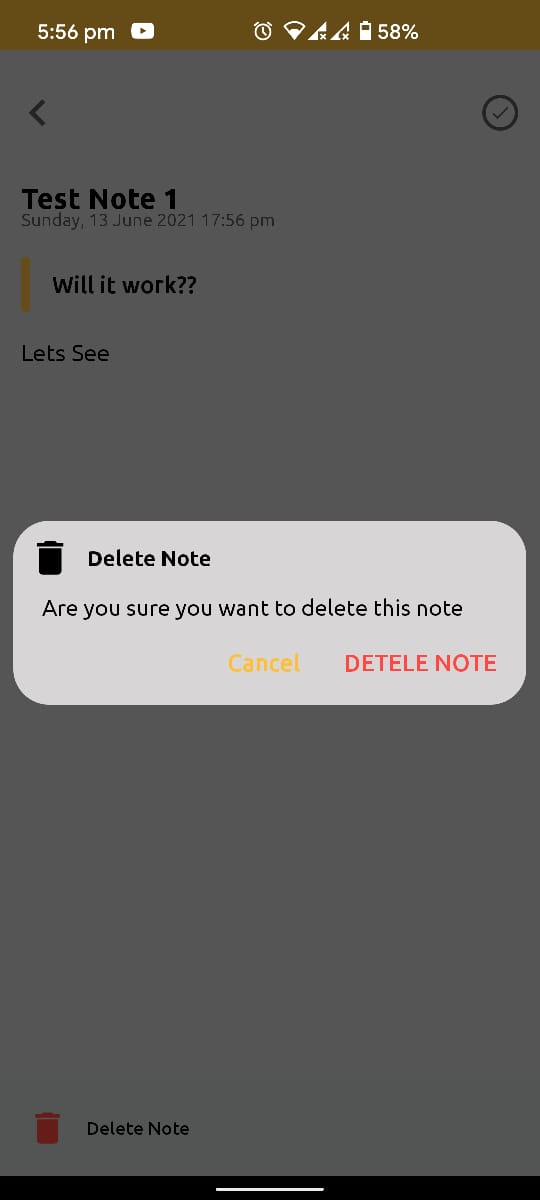 5:56 pm 58%
Test Note 1
Sunday, 13 June 2021 17:56 pm
Will it work??
Lets See
Delete Note
Are you sure you want to delete this note
Cancel DETELE NOTE
Delete Note